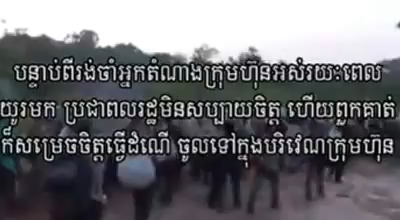 បន្ទាប់ពីរង់ចាំអ្នកតំណាងក្រុមហ៊ុនអស់រយៈពេល
យូរមក ប្រជាពលរដ្ឋមិនសប្បាយចិត្ត ហើយពួកគាត់
ក៏សម្រេចចិត្តធ្វើដំណើ ចូលទៅក្នុងបរិវេណក្រុមហ៊ុន